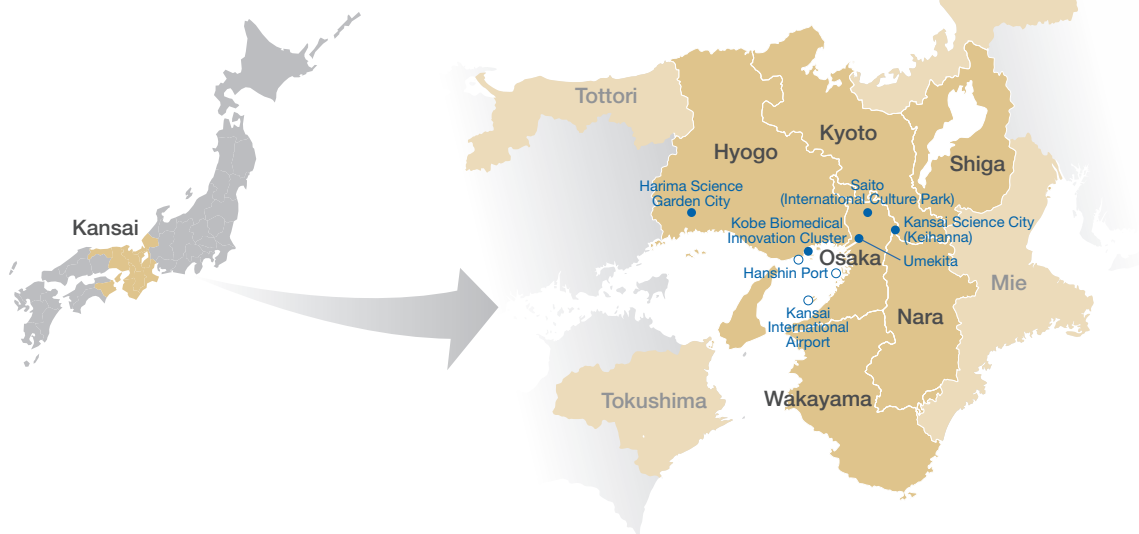 Kansai
Tottori
Hyogo
Kyoto
Shiga
Harima Science
Garden City
Saito
(International Culture Park)
Kobe Biomedical
Innovation Cluster
Kansai Science City
(Keihanna)
Osaka
Umekita
Hanshin Port
Mie
Kansai
International
Airport
Nara
Tokushima
Wakayama